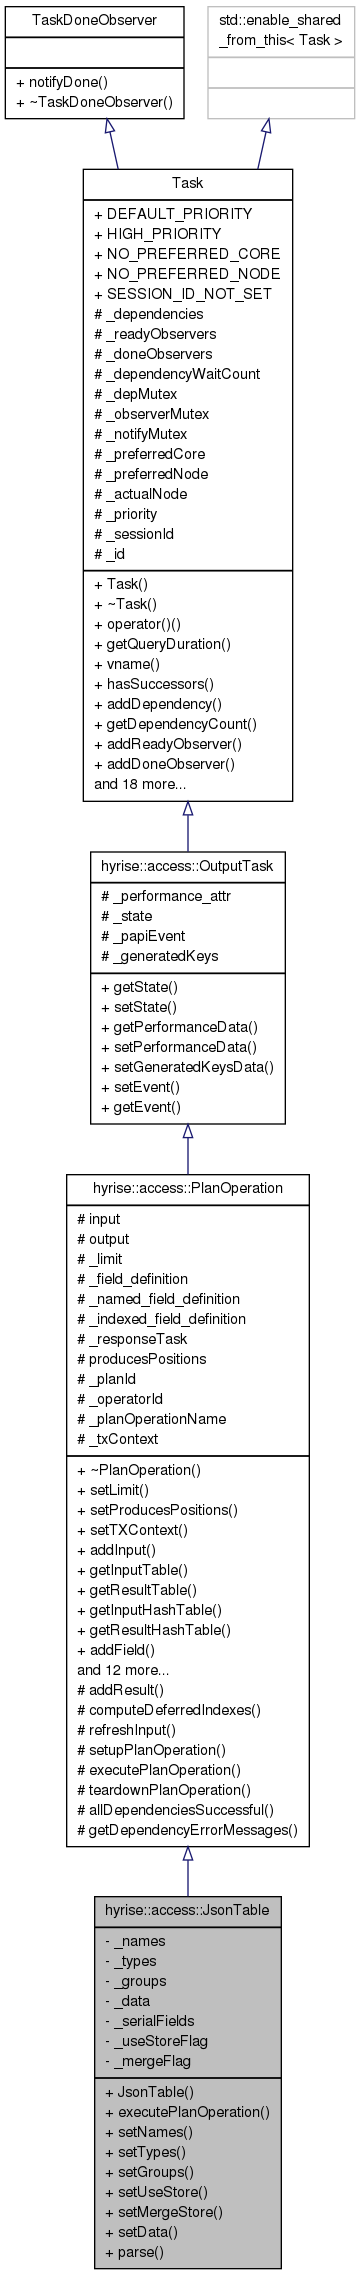 TaskDoneObserver
+ notifyDone()
+ ~TaskDoneObserver()
std::enable_shared
_from_this< Task >
Task
+ DEFAULT_PRIORITY
+ HIGH_PRIORITY
+ NO_PREFERRED_CORE
+ NO_PREFERRED_NODE
+ SESSION_ID_NOT_SET
# _dependencies
# _readyObservers
# _doneObservers
# _dependencyWaitCount
# _depMutex
# _observerMutex
# _notifyMutex
# _preferredCore
# _preferredNode
# _actualNode
# _priority
# _sessionId
# _id
+ Task()
+ ~Task()
+ operator()()
+ getQueryDuration()
+ vname()
+ hasSuccessors()
+ addDependency()
+ getDependencyCount()
+ addReadyObserver()
+ addDoneObserver()
and 18 more...
hyrise::access::OutputTask
# _performance_attr
# _state
# _papiEvent
# _generatedKeys
+ getState()
+ setState()
+ getPerformanceData()
+ setPerformanceData()
+ setGeneratedKeysData()
+ setEvent()
+ getEvent()
hyrise::access::PlanOperation
# input
# output
# _limit
# _field_definition
# _named_field_definition
# _indexed_field_definition
# _responseTask
# producesPositions
# _planId
# _operatorId
# _planOperationName
# _txContext
+ ~PlanOperation()
+ setLimit()
+ setProducesPositions()
+ setTXContext()
+ addInput()
+ getInputTable()
+ getResultTable()
+ getInputHashTable()
+ getResultHashTable()
+ addField()
and 12 more...
# addResult()
# computeDeferredIndexes()
# refreshInput()
# setupPlanOperation()
# executePlanOperation()
# teardownPlanOperation()
# allDependenciesSuccessful()
# getDependencyErrorMessages()
hyrise::access::JsonTable
- _names
- _types
- _groups
- _data
- _serialFields
- _useStoreFlag
- _mergeFlag
+ JsonTable()
+ executePlanOperation()
+ setNames()
+ setTypes()
+ setGroups()
+ setUseStore()
+ setMergeStore()
+ setData()
+ parse()